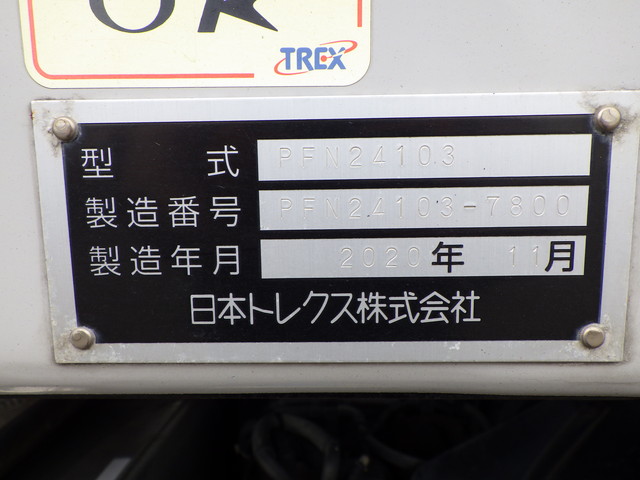 OK
TREX
型式 PFN24103
製造番号 PFN24103-7800
製造年月 2020年 11月
日本トレクス株式会社